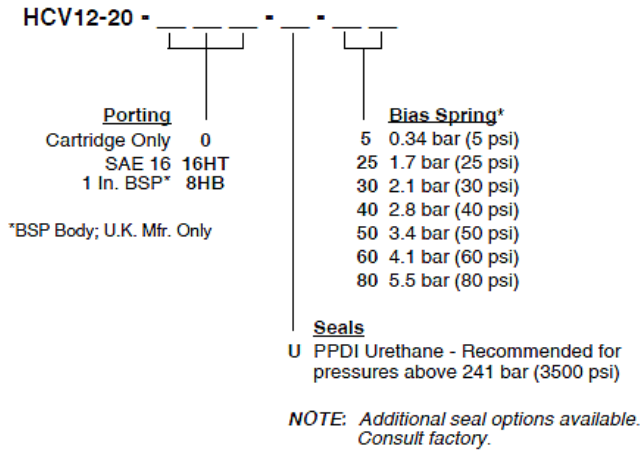 HCV12-20 - __ __ __ - __ - __ __
Porting
Cartridge Only 0
SAE 16 16HT
1 In. BSP* 8HB
*BSP Body; U.K. Mfr. Only
Bias Spring*
5 0.34 bar (5 psi)
25 1.7 bar (25 psi)
30 2.1 bar (30 psi)
40 2.8 bar (40 psi)
50 3.4 bar (50 psi)
60 4.1 bar (60 psi)
80 5.5 bar (80 psi)
Seals
U PPDI Urethane - Recommended for
pressures above 241 bar (3500 psi)
NOTE: Additional seal options available.
Consult factory.